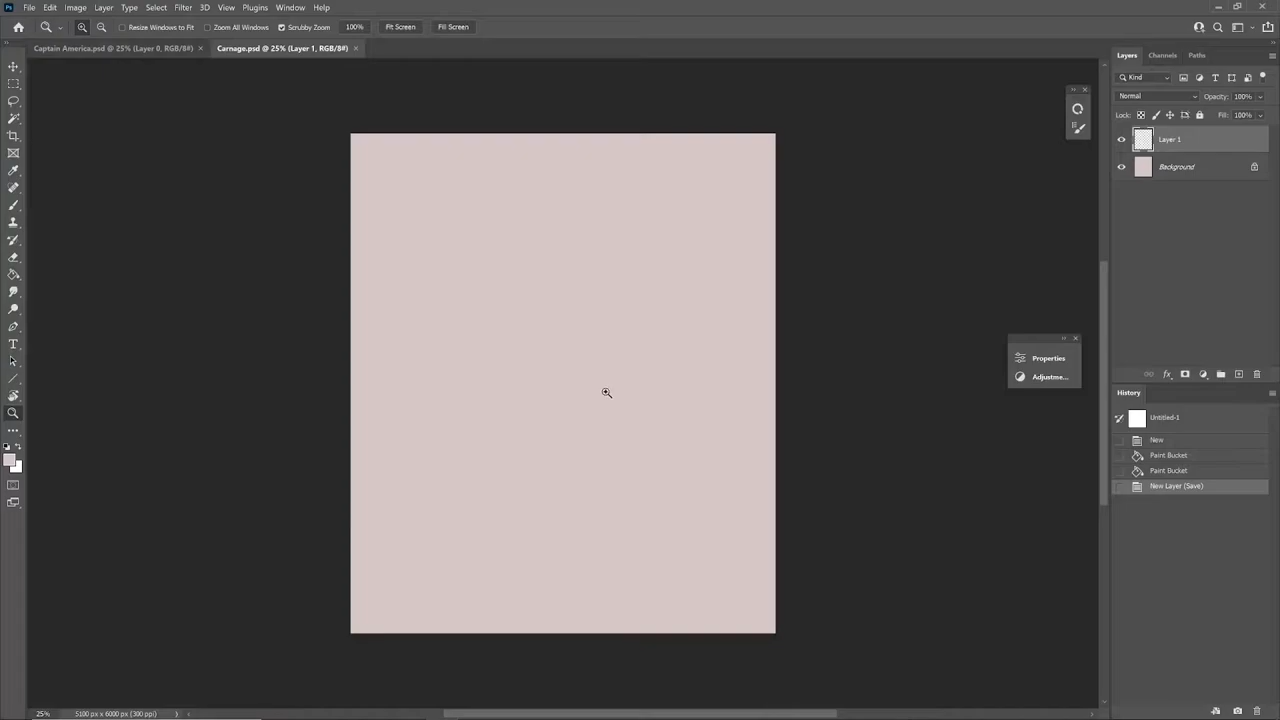 Ps File Edit Image Layer Type Select Filter 3D View Plugins Window Help
Resize Windows to Fit Zoom All Windows Scrubby Zoom 100% Fit Screen Fill Screen
Captain America.psd @ 25% (Layer 0, RGB/8#) × Carnage.psd @ 25% (Layer 1, RGB/8#) ×
Layers Channels Paths
Kind
Normal Opacity: 100%
Lock: Fill: 100%
Layer 1
Background
Properties
Adjustme...
History
Untitled-1
New
Paint Bucket
Paint Bucket
New Layer (Save)
25% 5100 px x 6000 px (300 ppi)